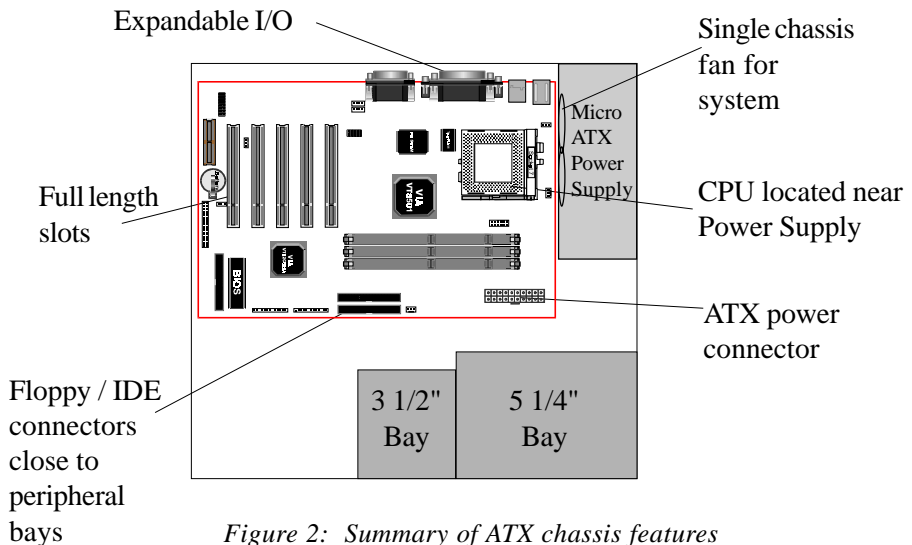 Expandable I/O
Single chassis
fan for
system
Micro
ATX
Power
Supply
CPU located near
Power Supply
Full length
slots
VIA
VIA
BIOS
ATX power
connector
Floppy / IDE
connectors
close to
peripheral
bays
3 1/2"
Bay
5 1/4"
Bay
Figure 2: Summary of ATX chassis features